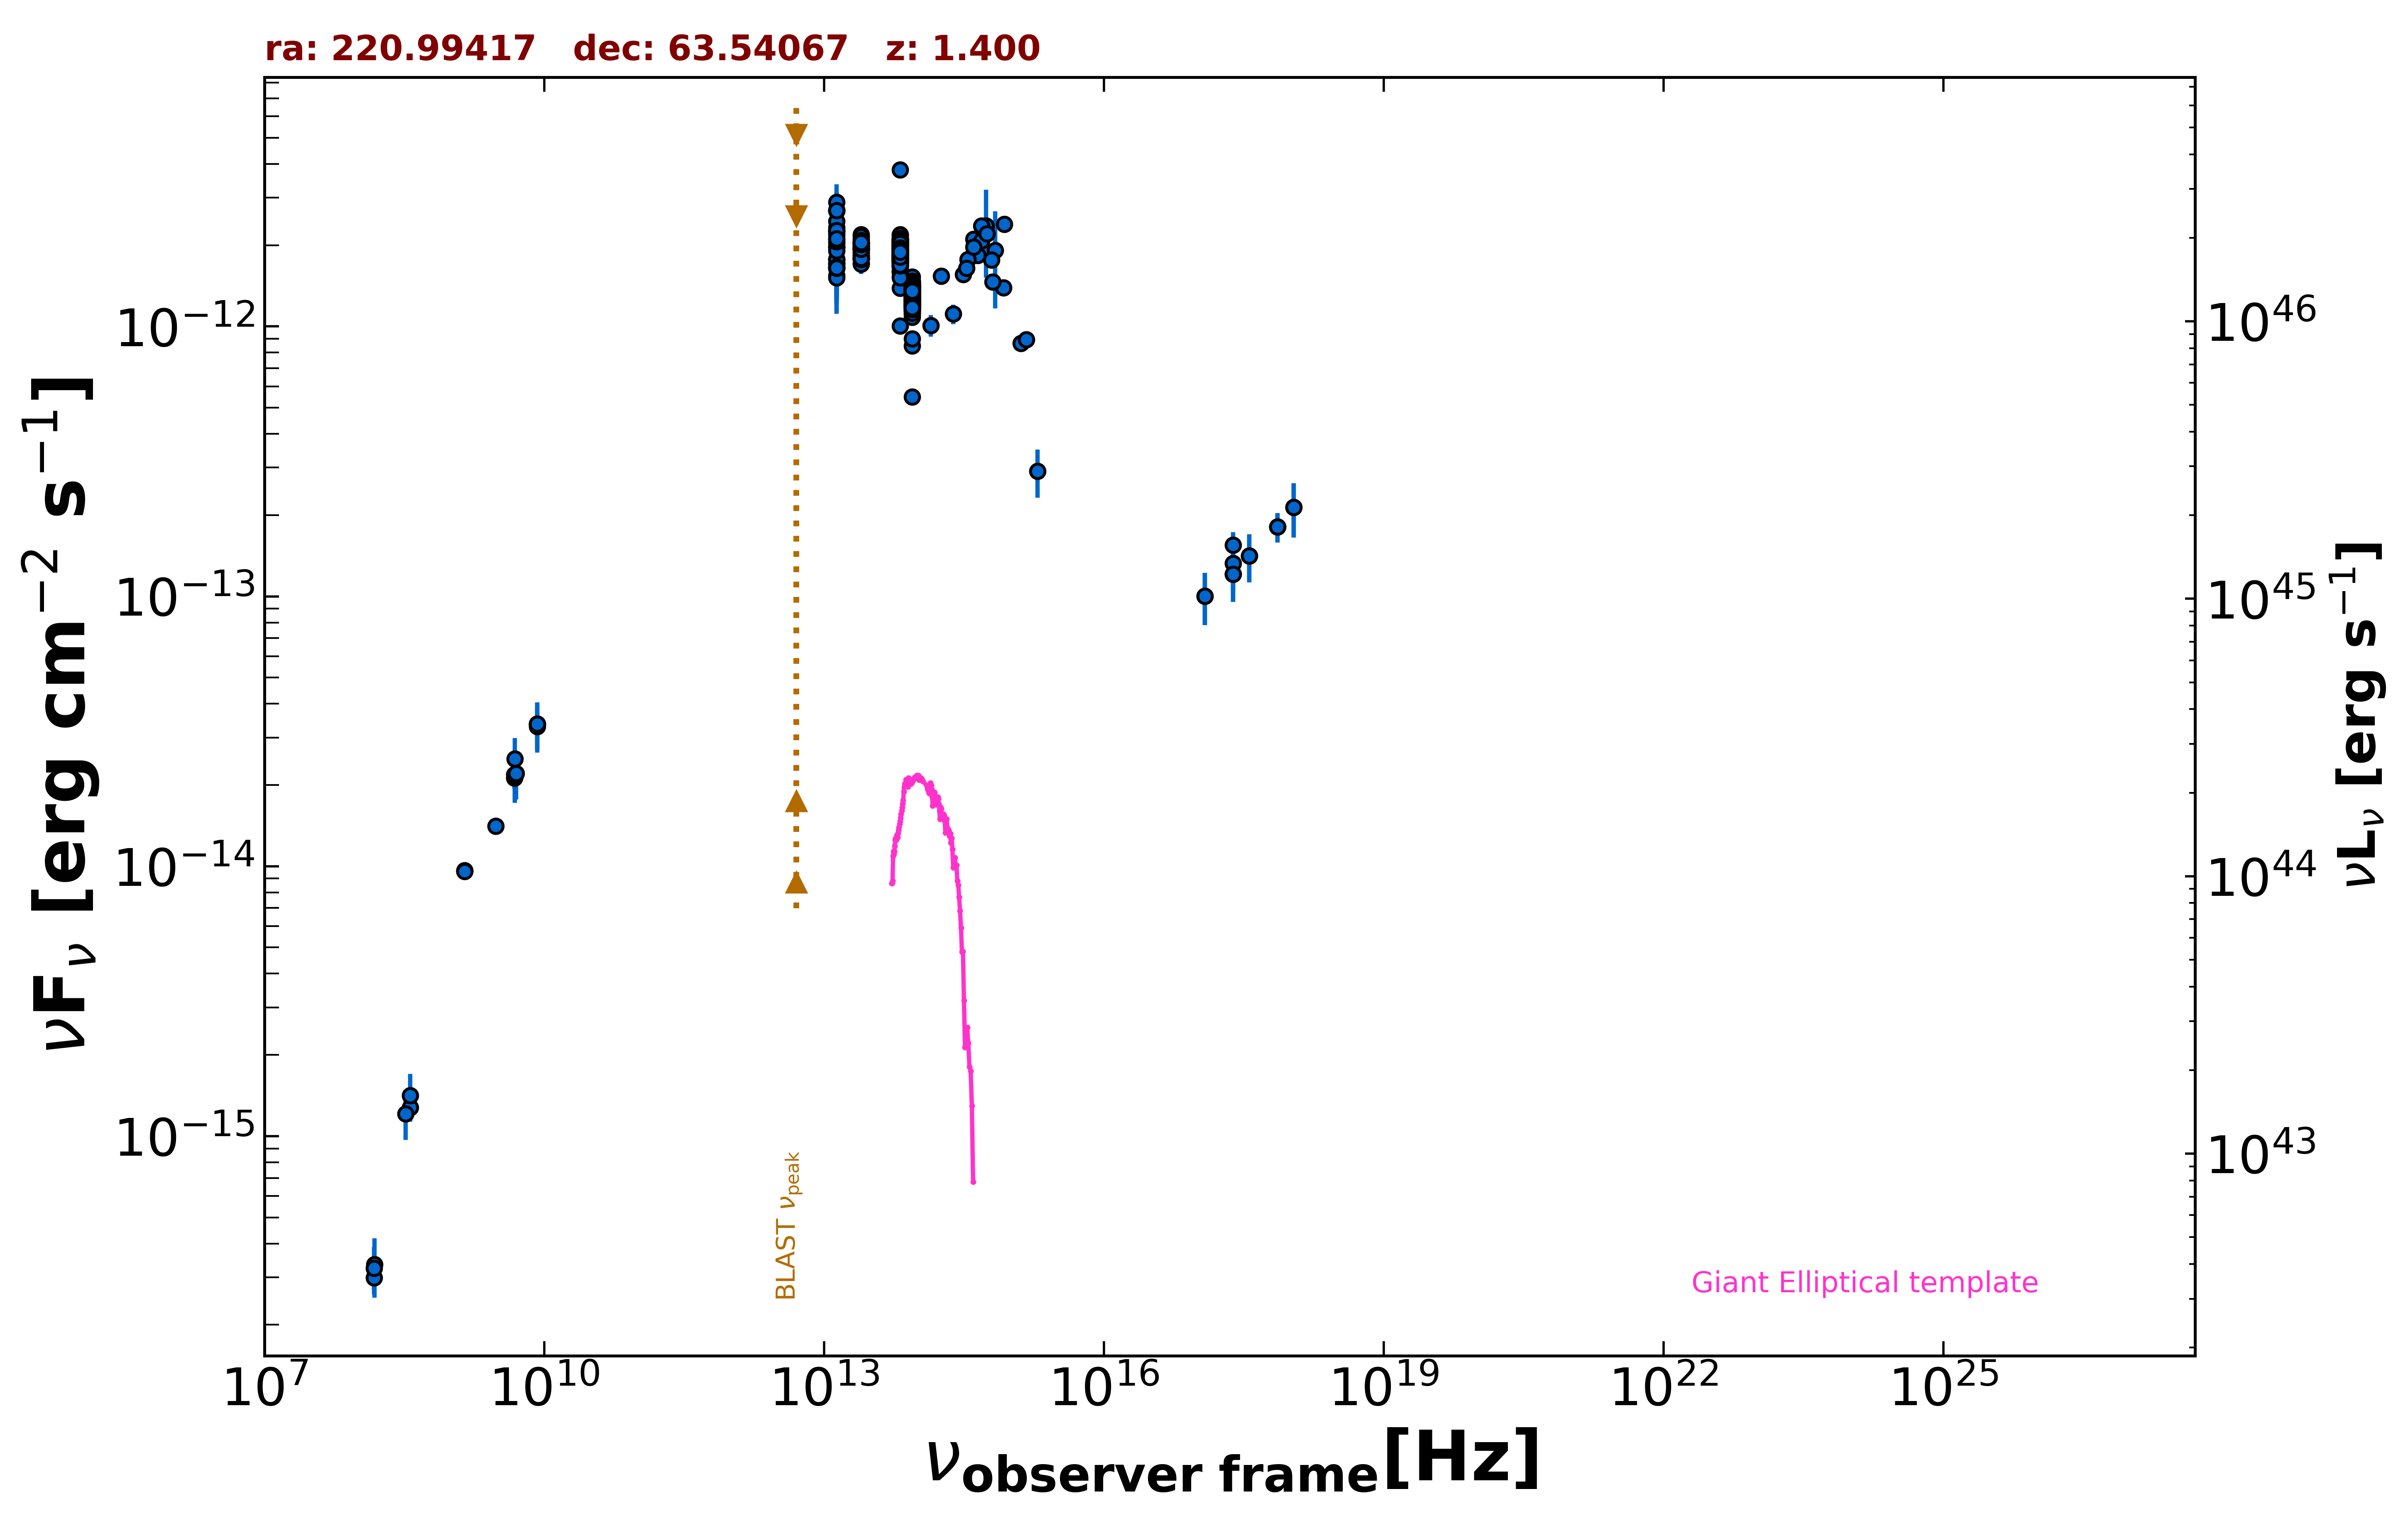 ra: 220.99417   dec: 63.54067   z: 1.400
νFν [erg cm−2 s−1]
10−12
10−13
10−14
10−15
1046
1045
1044
1043
νLν [erg s−1]
BLAST νpeak
Giant Elliptical template
107 1010 1013 1016 1019 1022 1025
νobserver frame[Hz]